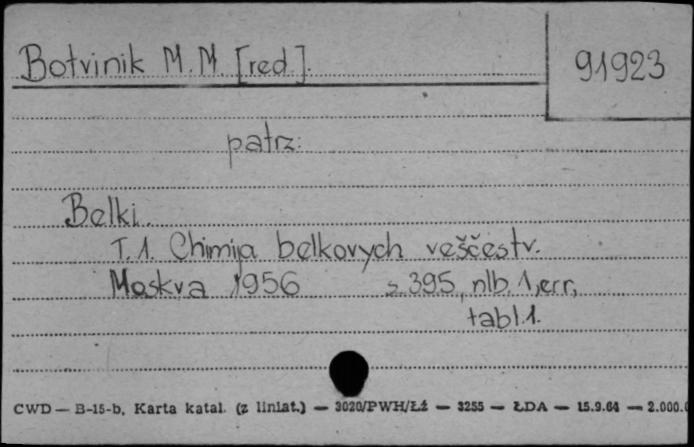 Botvinik M. M. [red.].
91923
patrz:
Belki.
T. 1. Chimija belkovych veščestv.
Moskva 1956 s. 395, nlb. 1, err,
tabl. 1.
CWD — B-15-b, Karta katal. (z liniat.) — 3020/PWH/Łź — 3255 — ŁDA — 15.9.64 — 2.000.